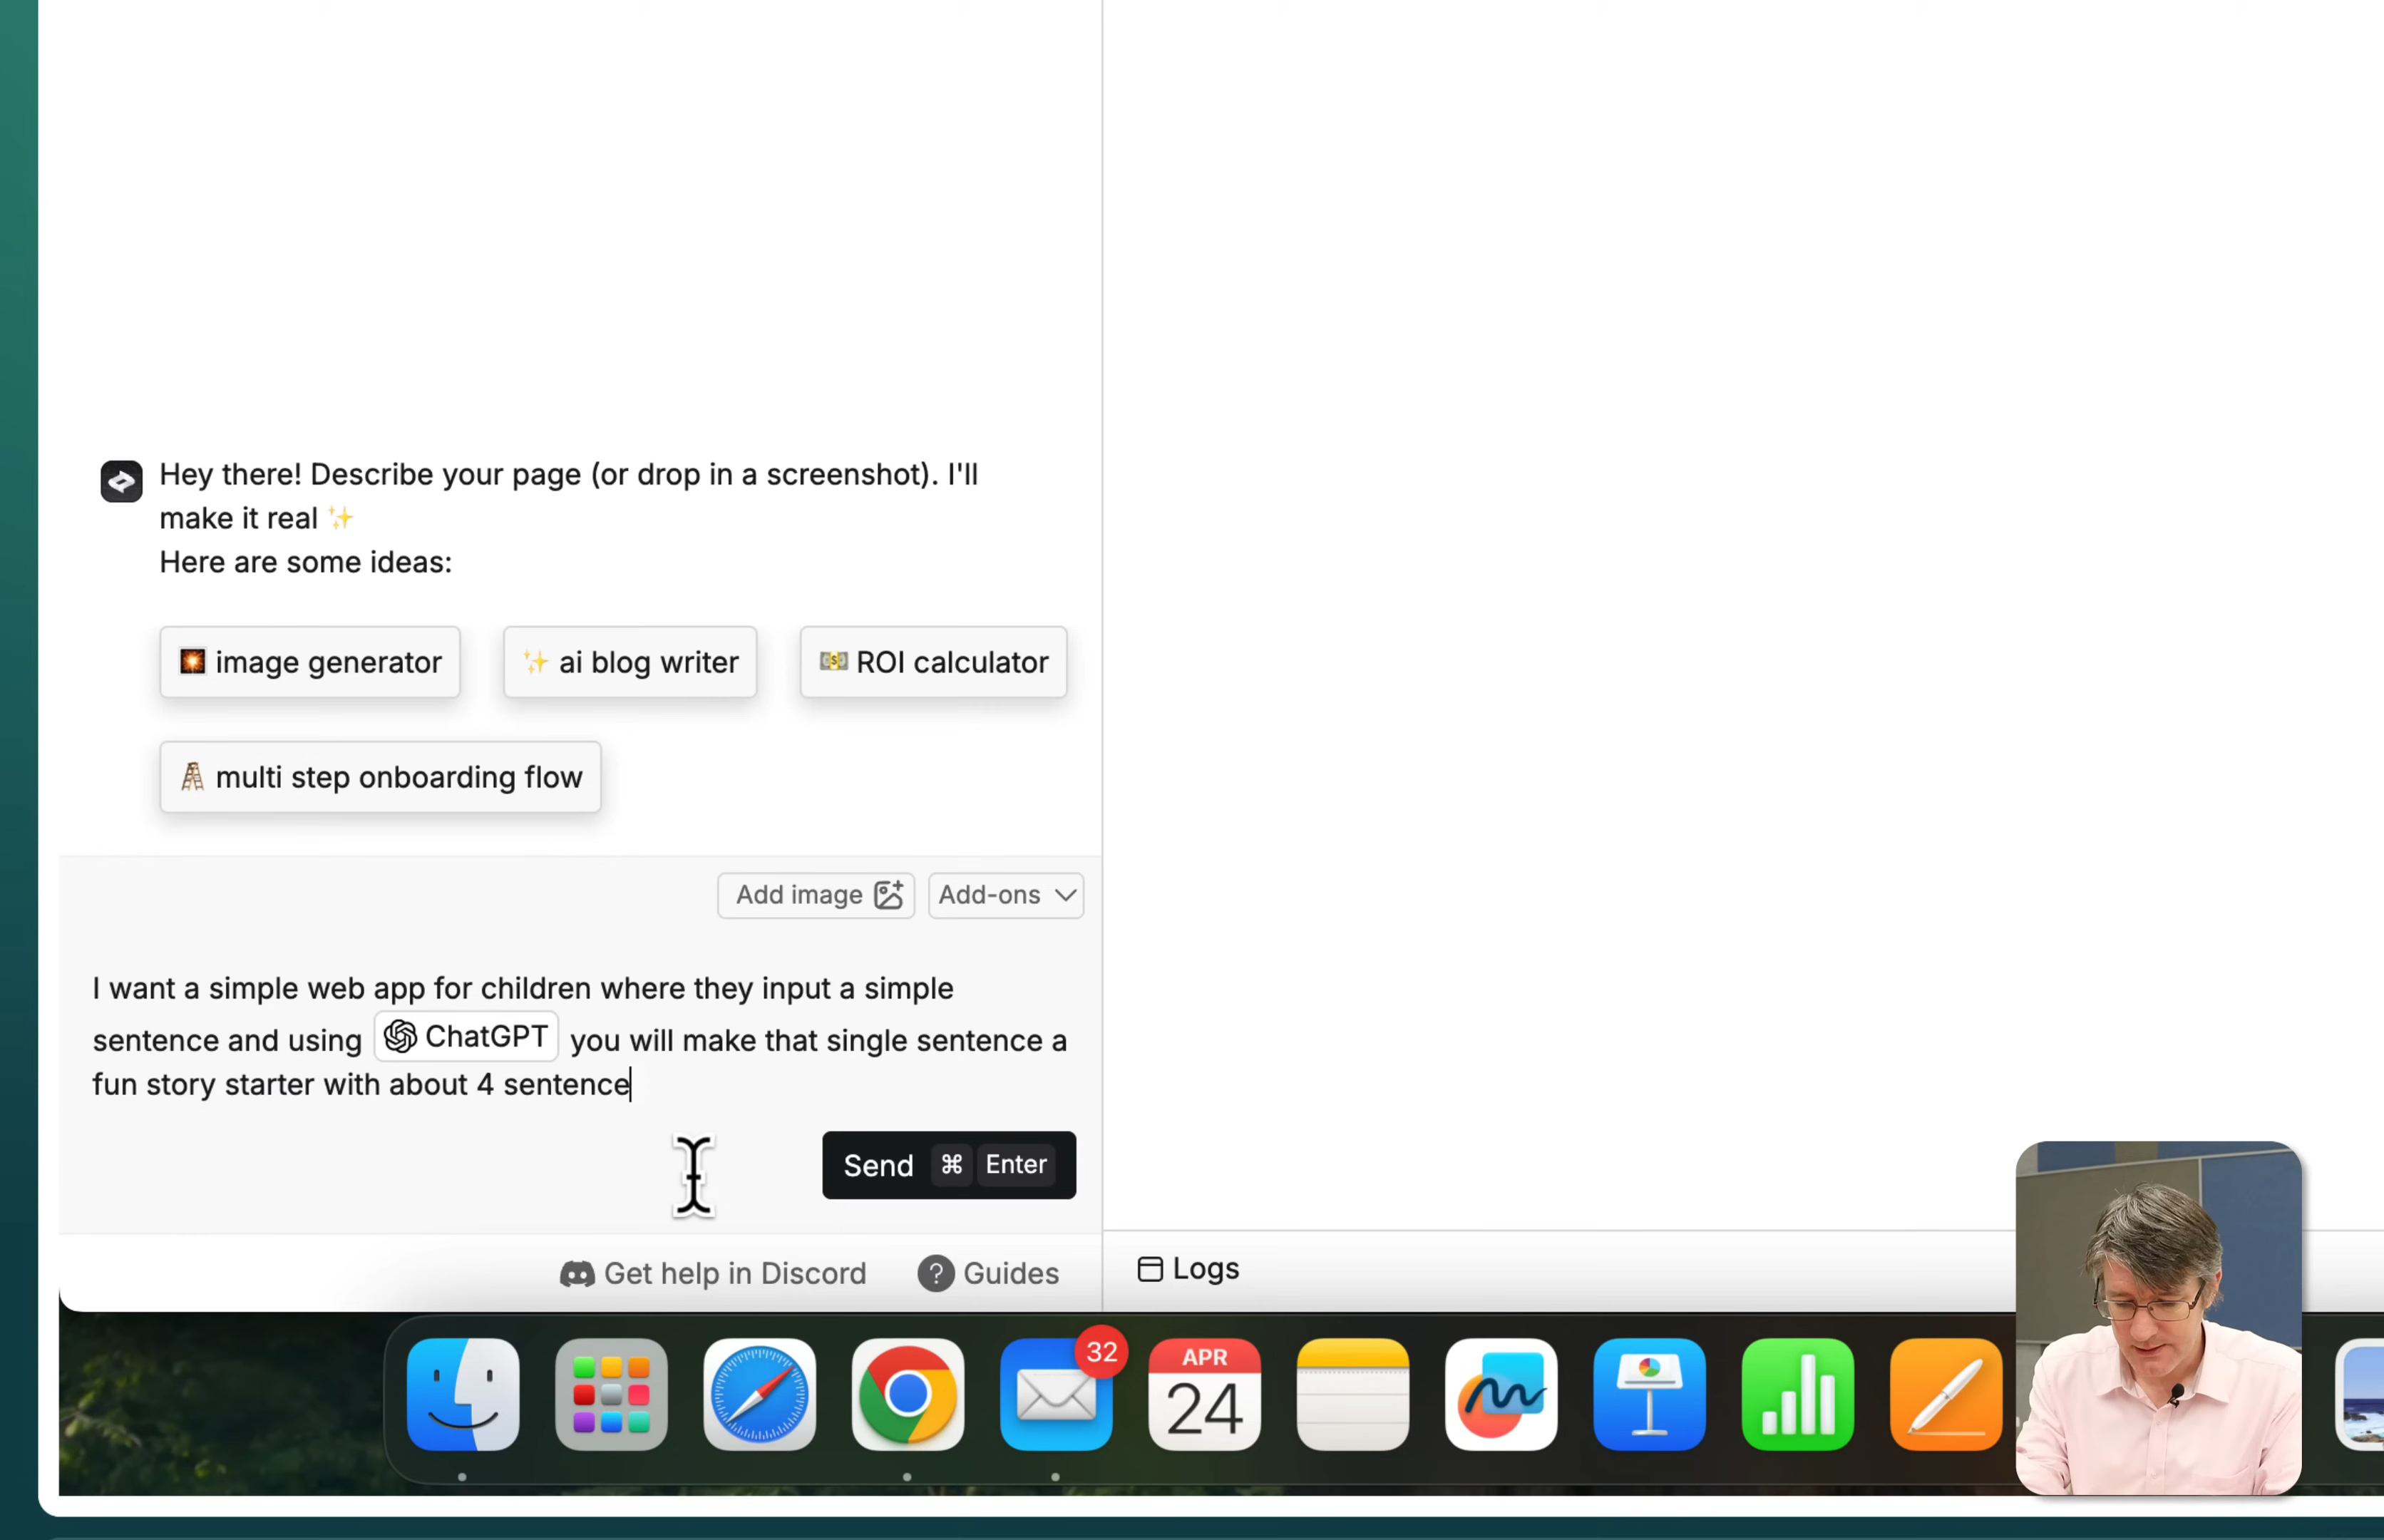 Hey there! Describe your page (or drop in a screenshot). I'll
make it real ✨
Here are some ideas:
image generator
ai blog writer
ROI calculator
multi step onboarding flow
Add image
Add-ons
I want a simple web app for children where they input a simple
sentence and using ChatGPT you will make that single sentence a
fun story starter with about 4 sentence
Send ⌘ Enter
Get help in Discord
? Guides
Logs
32
APR
24